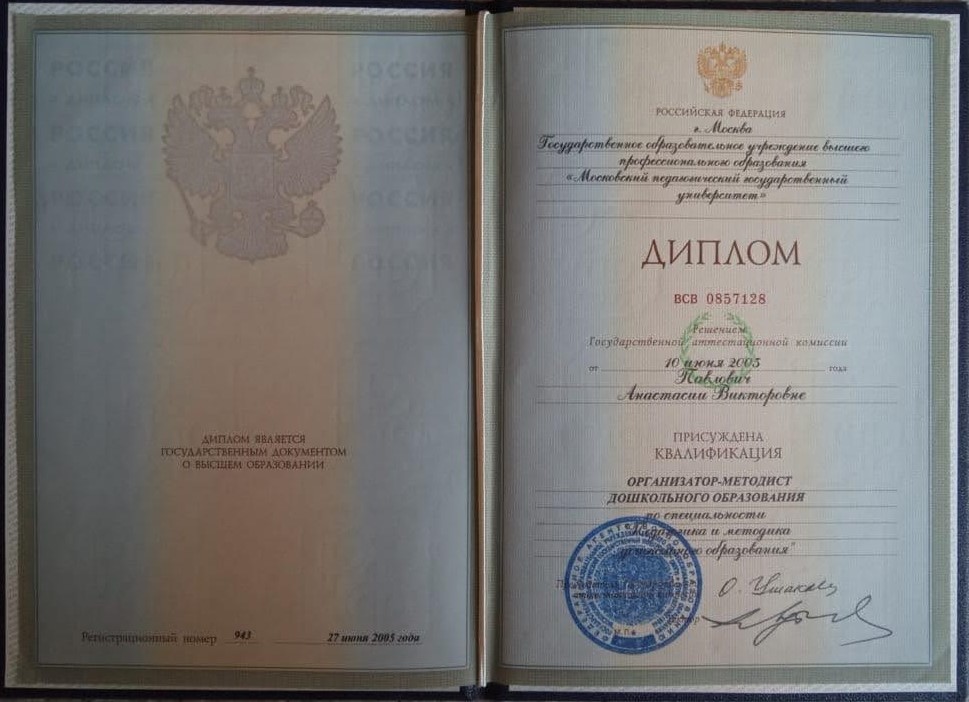 ДИПЛОМ ЯВЛЯЕТСЯ
ГОСУДАРСТВЕННЫМ ДОКУМЕНТОМ
О ВЫСШЕМ ОБРАЗОВАНИИ
Регистрационный номер 943 27 июня 2005 года
РОССИЙСКАЯ ФЕДЕРАЦИЯ
г. Москва
Государственное образовательное учреждение высшего
профессионального образования
«Московский педагогический государственный
университет»
ДИПЛОМ
ВСВ 0857128
Решением
Государственной аттестационной комиссии
от 10 июня 2005 года
Павлович
Анастасии Викторовне
ПРИСУЖДЕНА
КВАЛИФИКАЦИЯ
ОРГАНИЗАТОР-МЕТОДИСТ
ДОШКОЛЬНОГО ОБРАЗОВАНИЯ
по специальности
и методика
образования"
М.П.